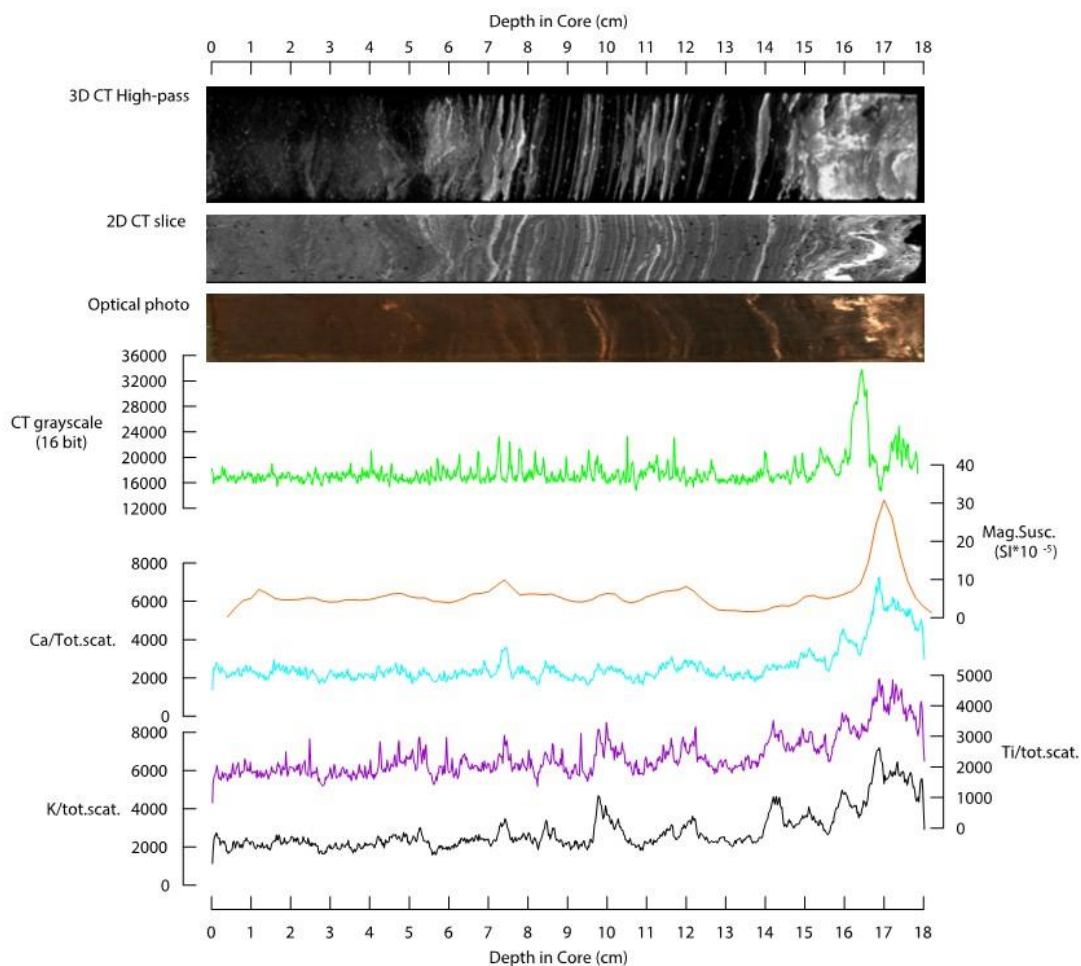 Depth in Core (cm)
0 1 2 3 4 5 6 7 8 9 10 11 12 13 14 15 16 17 18
3D CT High-pass
2D CT slice
Optical photo
36000
32000
28000
CT grayscale
(16 bit)
24000
20000
16000
12000
40
30
20
10
0
Mag.Susc.
(SI*10 -5)
8000
6000
Ca/Tot.scat.
4000
2000
0
5000
4000
3000
2000
1000
0
Ti/tot.scat.
8000
6000
K/tot.scat.
4000
2000
0
0 1 2 3 4 5 6 7 8 9 10 11 12 13 14 15 16 17 18
Depth in Core (cm)